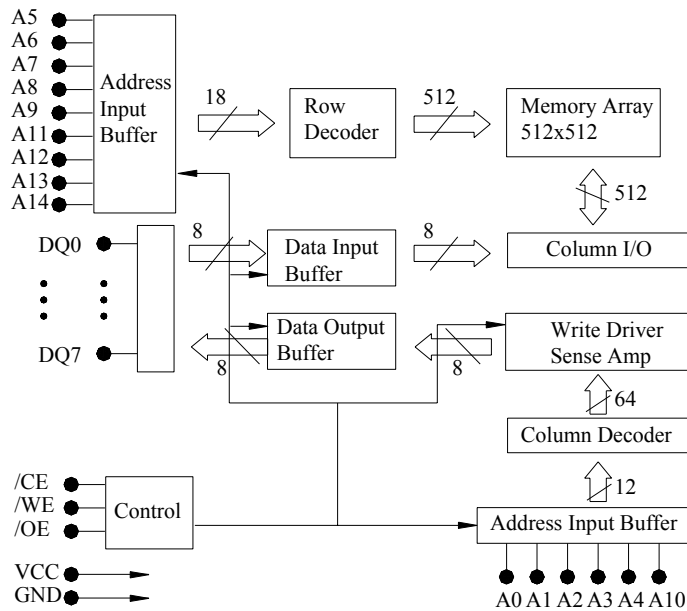 A5
A6
A7
A8
A9
A11
A12
A13
A14
Address
Input
Buffer
18
Row
Decoder
512
Memory Array
512x512
512
DQ0
DQ7
8
Data Input
Buffer
8
Column I/O
8
Data Output
Buffer
8
Write Driver
Sense Amp
64
Column Decoder
12
/CE
/WE
/OE
Control
Address Input Buffer
VCC
GND
A0 A1 A2 A3 A4 A10